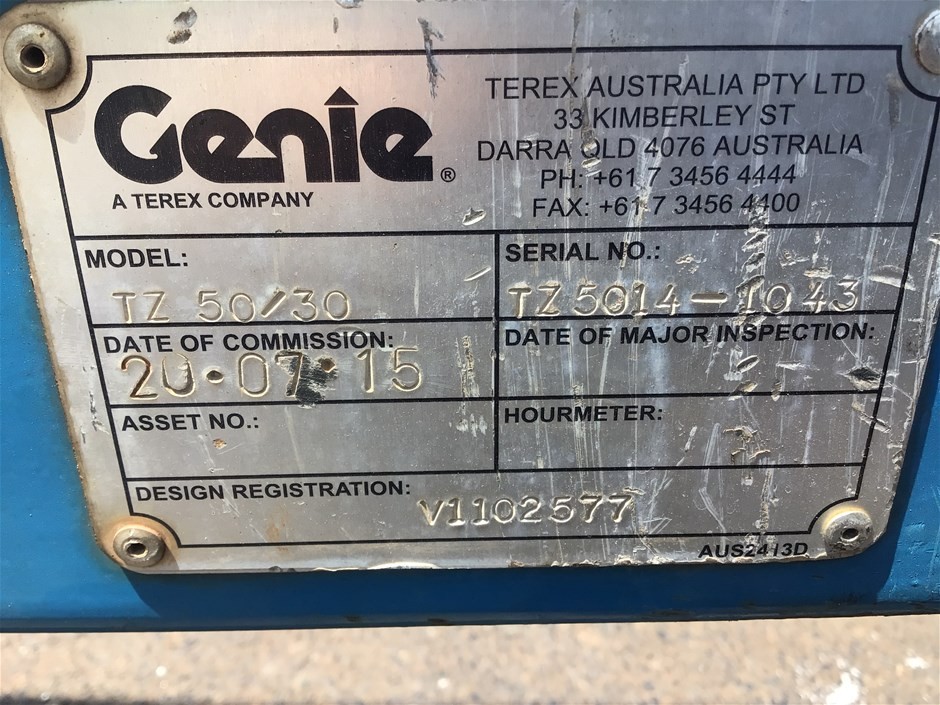 Genie®
A TEREX COMPANY
TEREX AUSTRALIA PTY LTD
33 KIMBERLEY ST
DARRA QLD 4076 AUSTRALIA
PH: +61 7 3456 4444
FAX: +61 7 3456 4400
MODEL:
TZ 50/30
SERIAL NO.:
TZ5014-1043
DATE OF COMMISSION:
20·07·15
DATE OF MAJOR INSPECTION:
ASSET NO.:
HOURMETER:
DESIGN REGISTRATION:
V1102577
AUS2413D